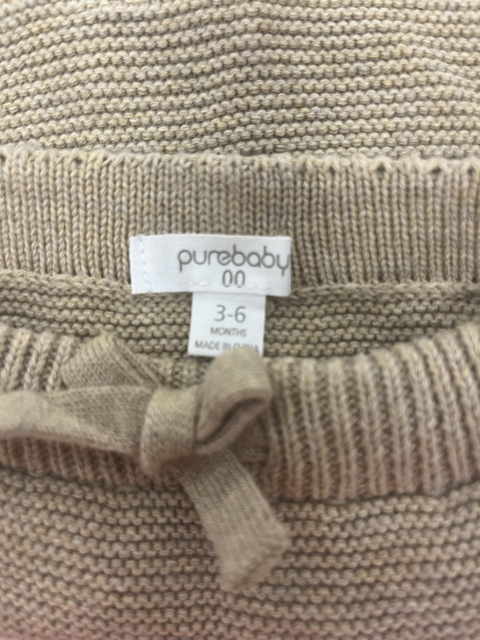 purebaby
00
3-6
MONTHS
MADE IN CHINA